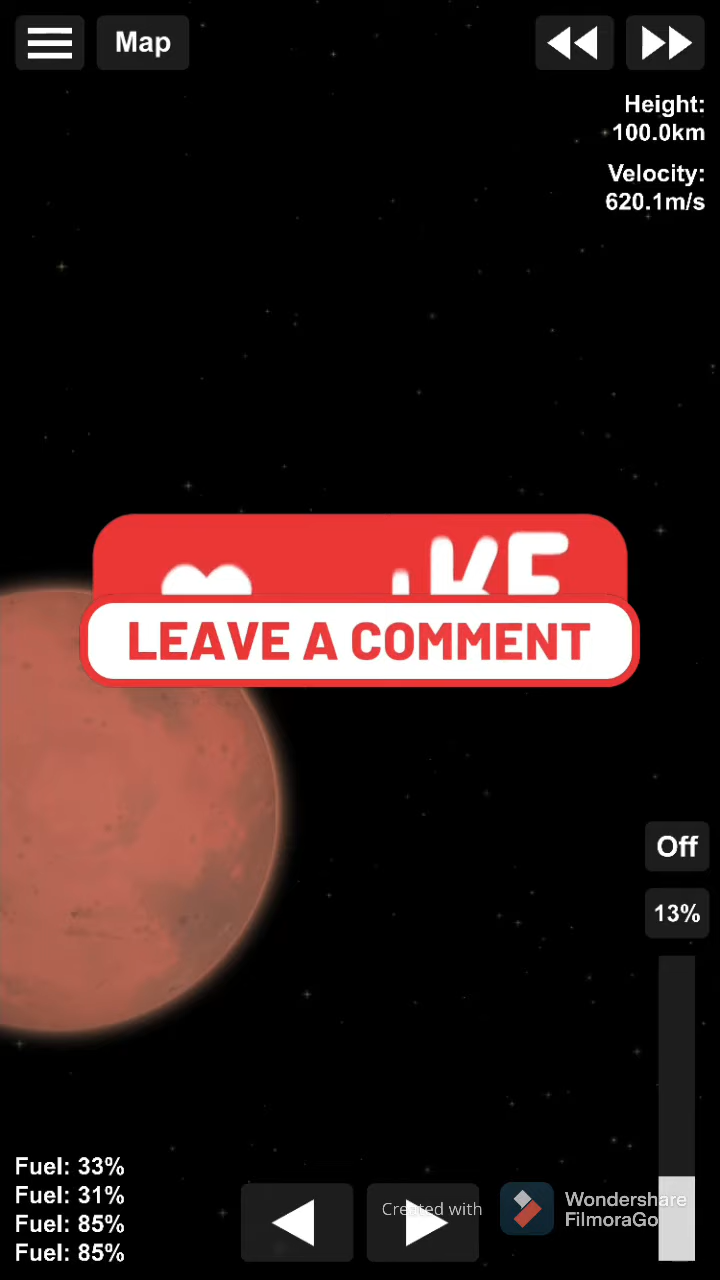 Map
Height:
100.0km
Velocity:
620.1m/s
LEAVE A COMMENT
Off
13%
Fuel: 33%
Fuel: 31%
Fuel: 85%
Fuel: 85%
Created with
Wondershare
FilmoraGo